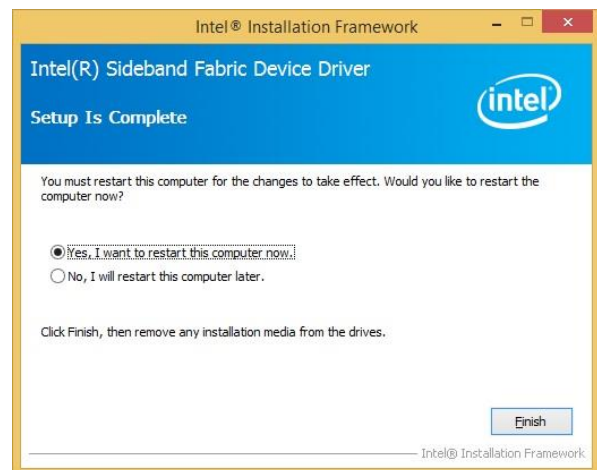 Intel® Installation Framework
Intel(R) Sideband Fabric Device Driver
Setup Is Complete
intel
You must restart this computer for the changes to take effect. Would you like to restart the
computer now?
Yes, I want to restart this computer now.
No, I will restart this computer later.
Click Finish, then remove any installation media from the drives.
Finish
Intel® Installation Framework